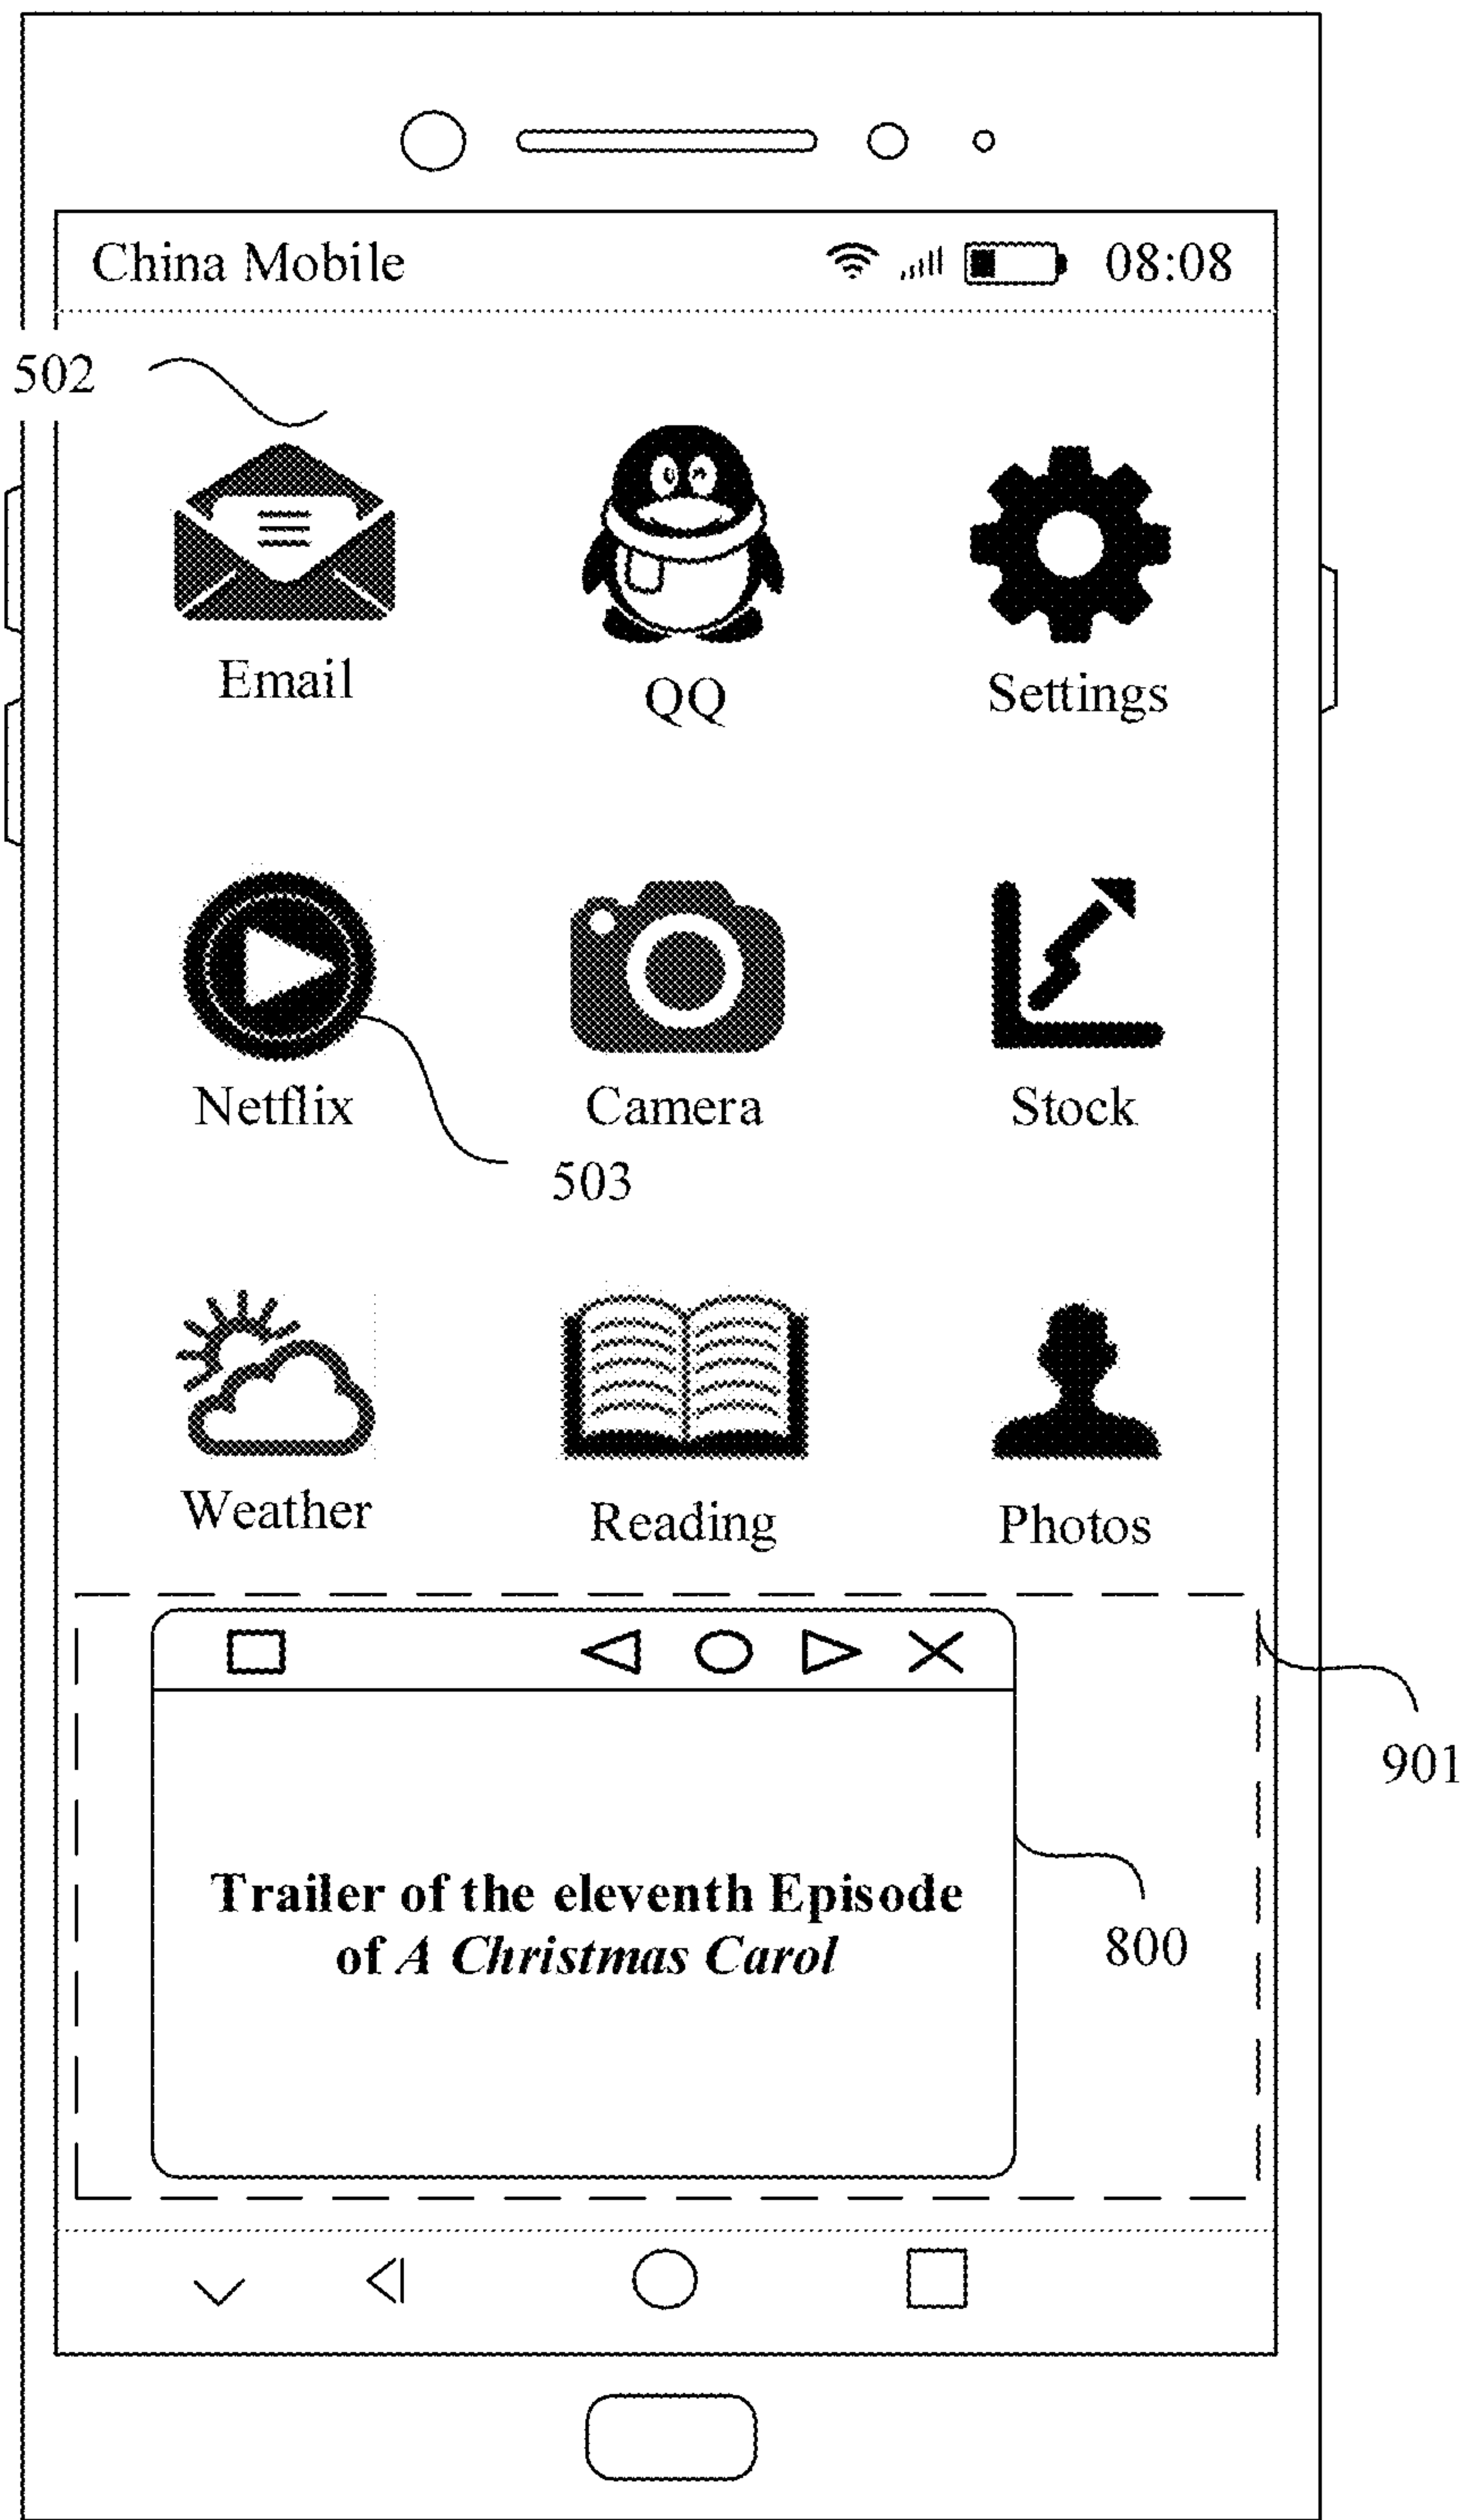 China Mobile 08:08
502
Email QQ Settings
Netflix Camera Stock
503
Weather Reading Photos
901
Trailer of the eleventh Episode
of A Christmas Carol
800